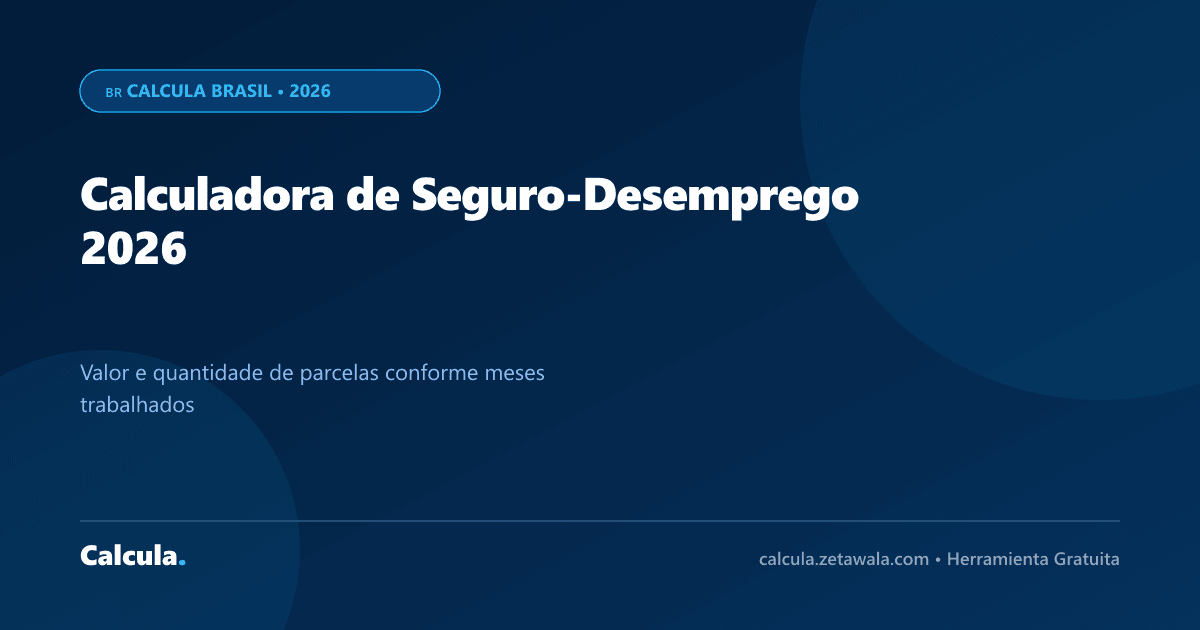 BR CALCULA BRASIL • 2026
Calculadora de Seguro-Desemprego
2026
Valor e quantidade de parcelas conforme meses
trabalhados
Calcula.
calcula.zetawala.com • Herramienta Gratuita